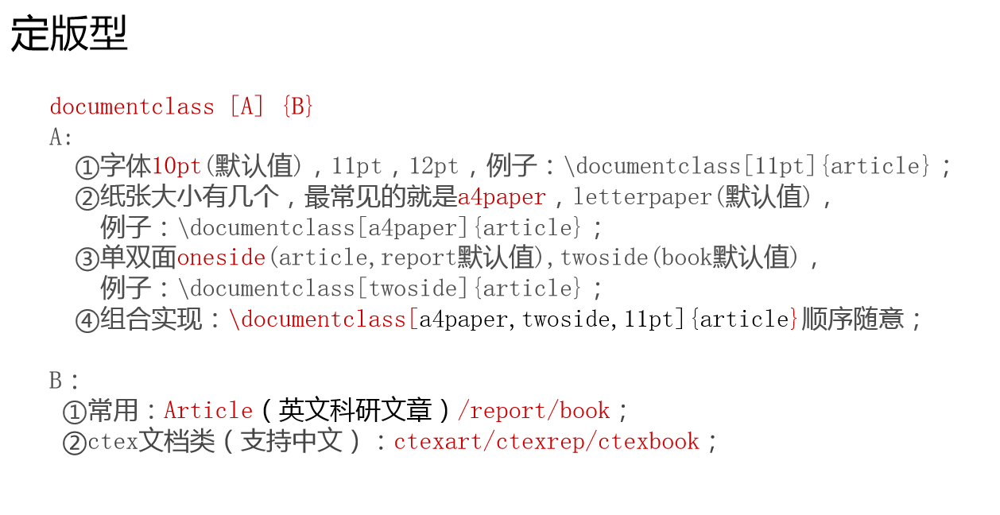 定版型
documentclass [A] {B}
A:
①字体10pt(默认值)，11pt，12pt，例子：\documentclass[11pt]{article}；
②纸张大小有几个，最常见的就是a4paper，letterpaper(默认值)，
例子：\documentclass[a4paper]{article}；
③单双面oneside(article,report默认值),twoside(book默认值)，
例子：\documentclass[twoside]{article}；
④组合实现：\documentclass[a4paper,twoside,11pt]{article}顺序随意；
B：
①常用：Article（英文科研文章）/report/book；
②ctex文档类（支持中文）：ctexart/ctexrep/ctexbook；